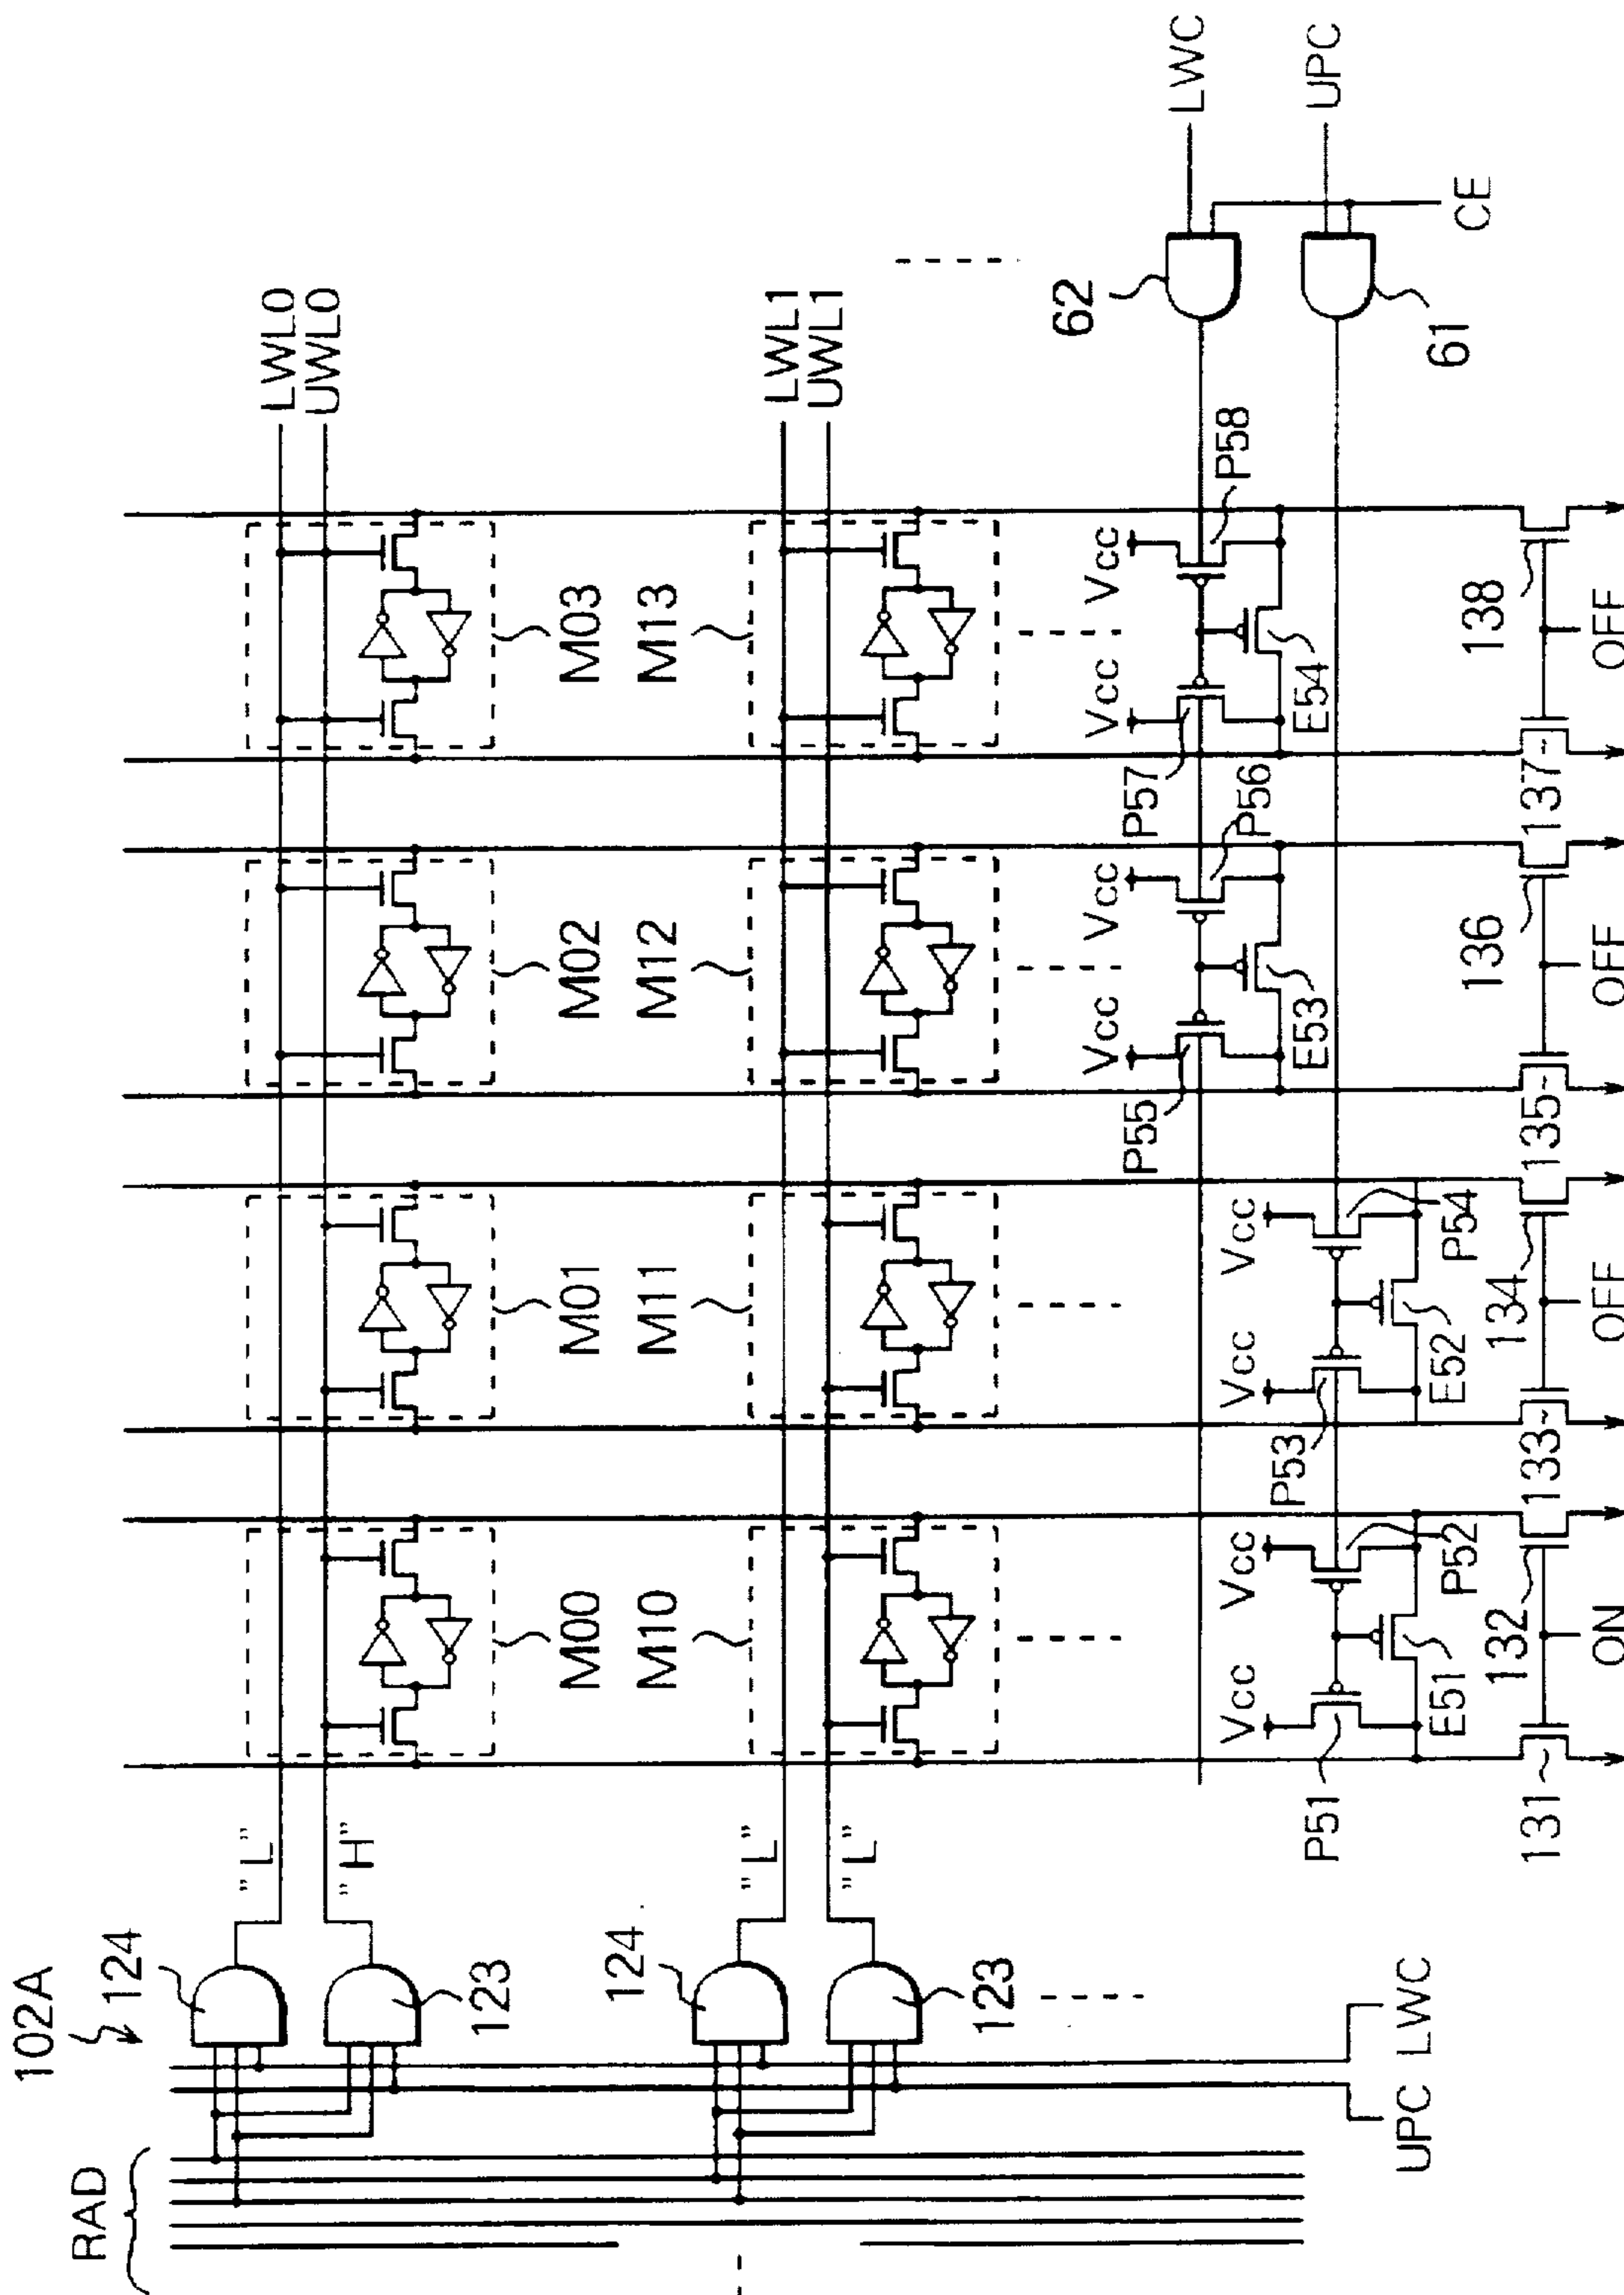 102A
124
"L"
LWL0
"H"
UWL0
123
RAD
M00
M01
M02
M03
124
"L"
LWL1
"L"
UWL1
123
M10
M11
M12
M13
62
LWC
Vcc
Vcc
Vcc
Vcc
P55
P56
P57
P58
E53
E54
UPC
CE
61
Vcc
Vcc
Vcc
Vcc
P51
P52
P53
P54
E51
E52
UPC
LWC
131
132
133
134
135
136
137
138
ON
OFF
OFF
OFF